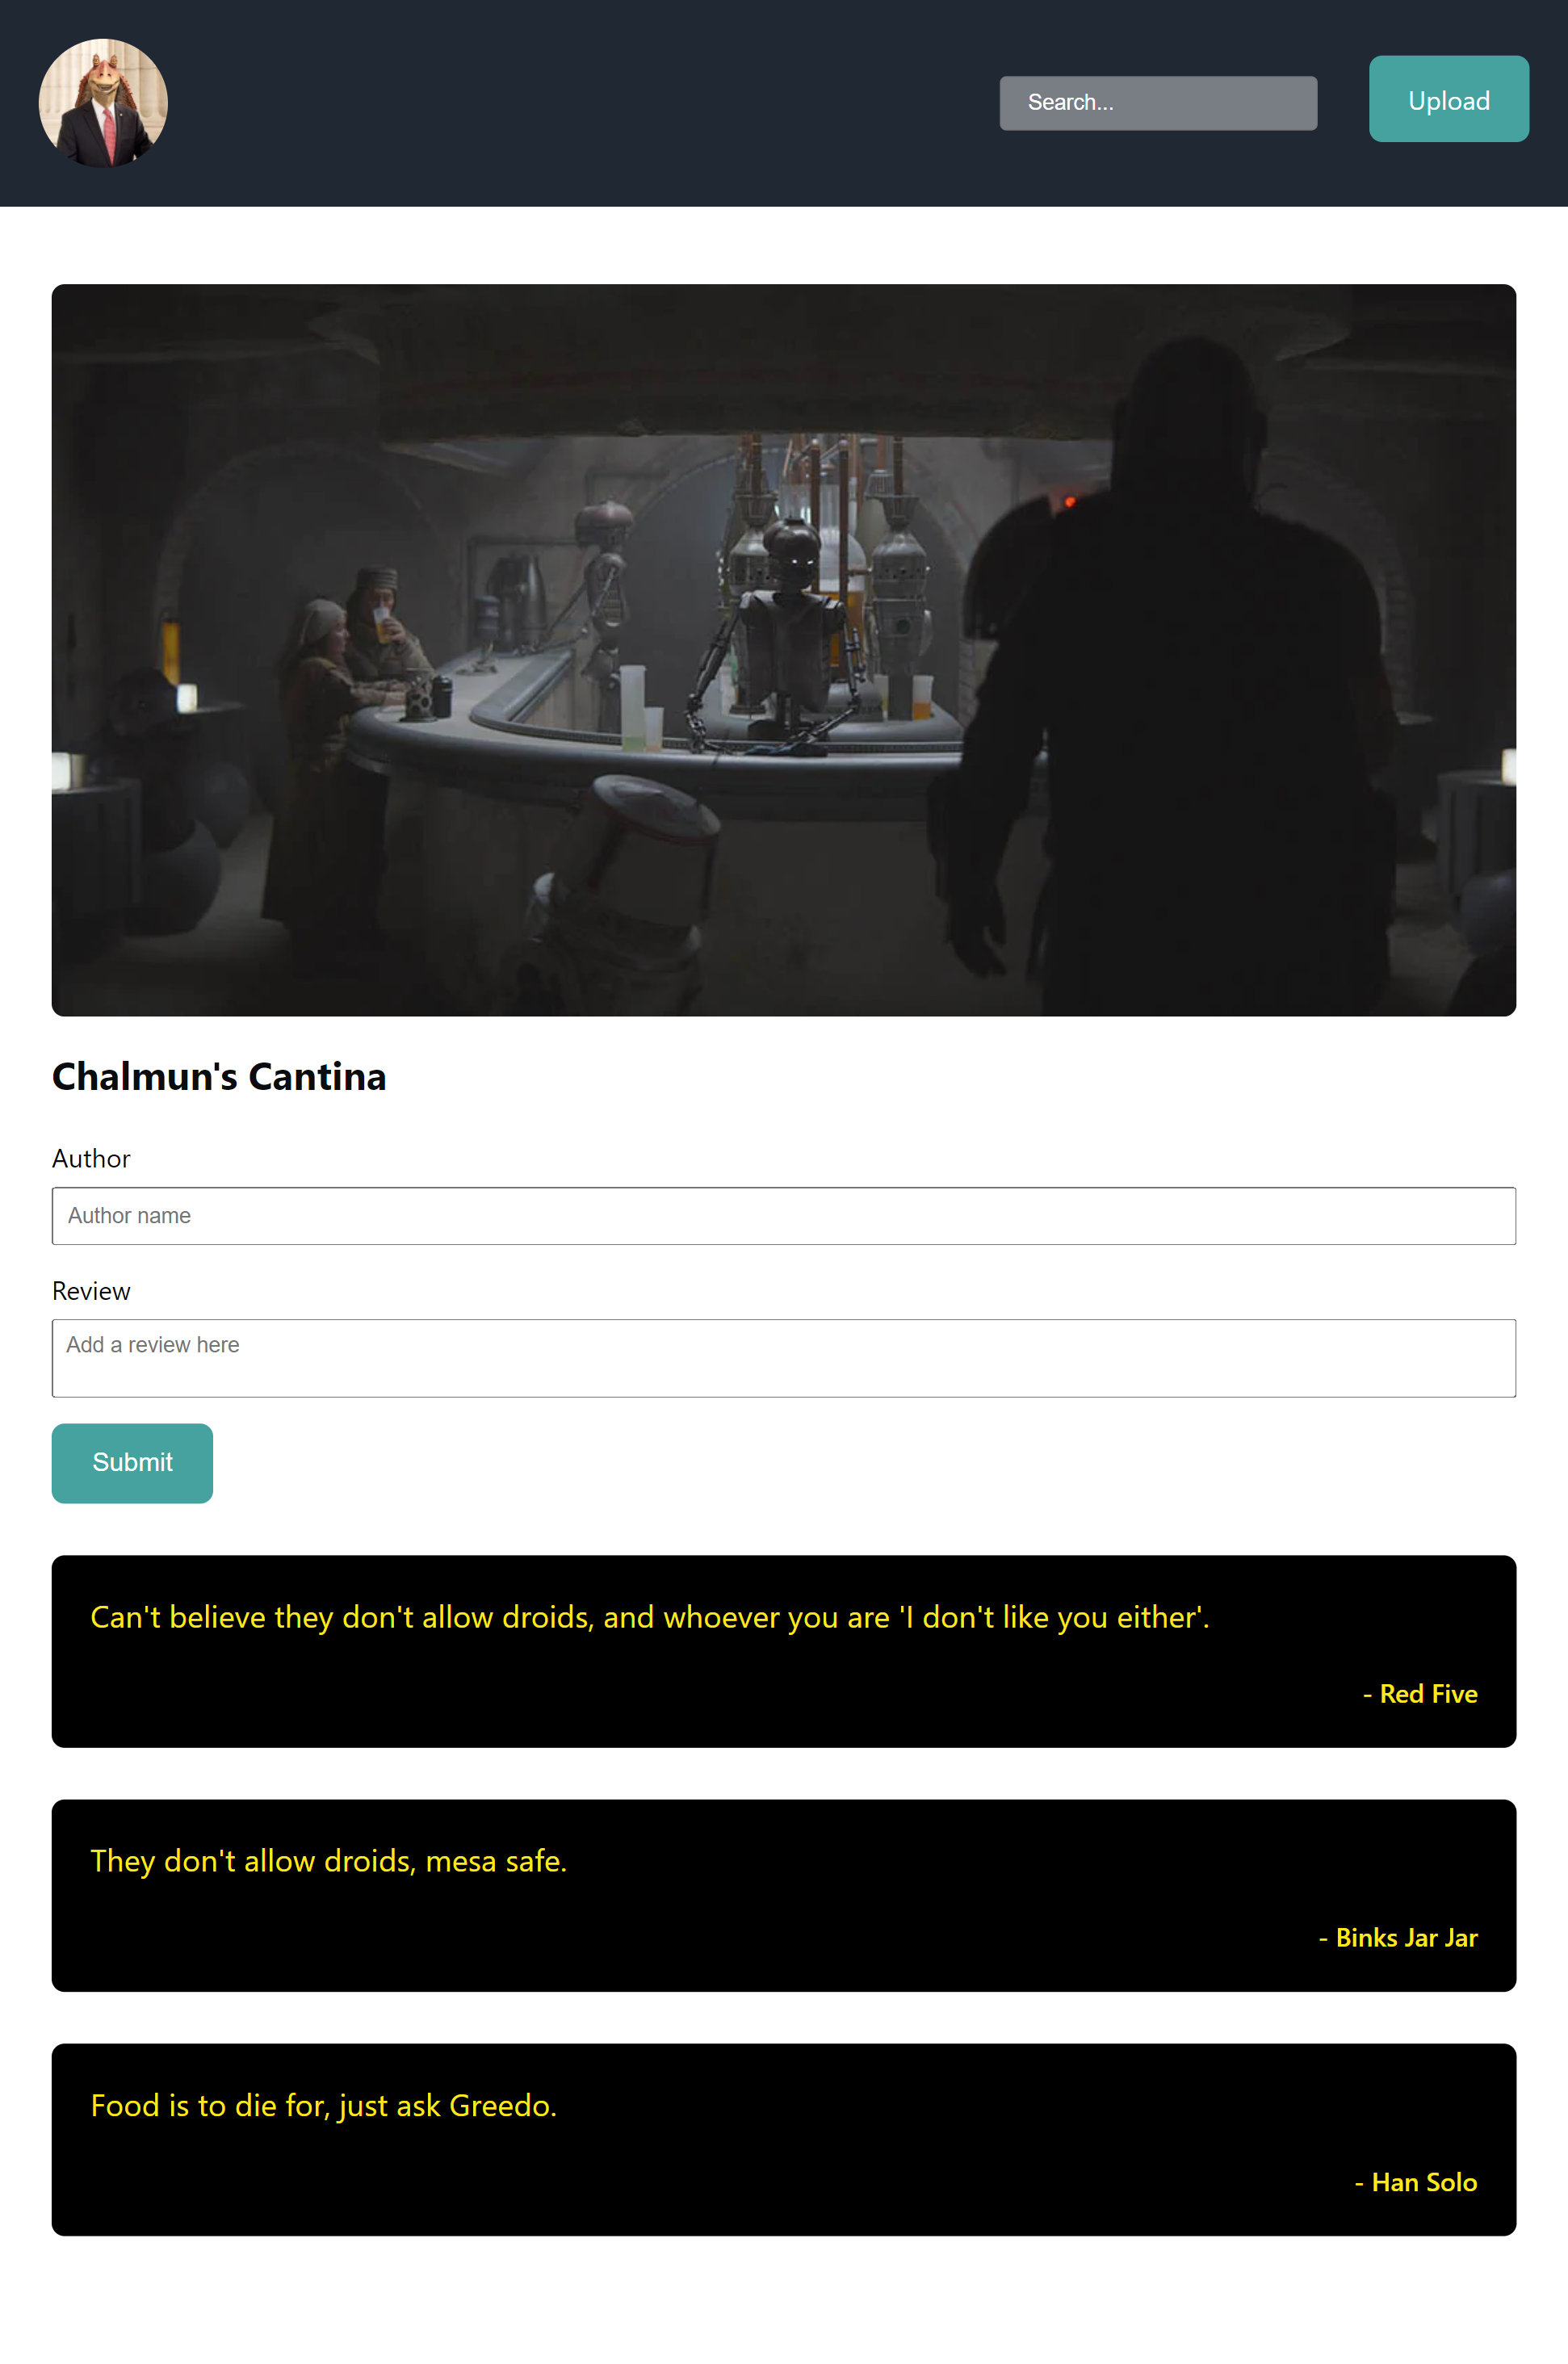 Search...
Upload
Chalmun's Cantina
Author
Author name
Review
Add a review here
Submit
Can't believe they don't allow droids, and whoever you are 'I don't like you either'.
- Red Five
They don't allow droids, mesa safe.
- Binks Jar Jar
Food is to die for, just ask Greedo.
- Han Solo